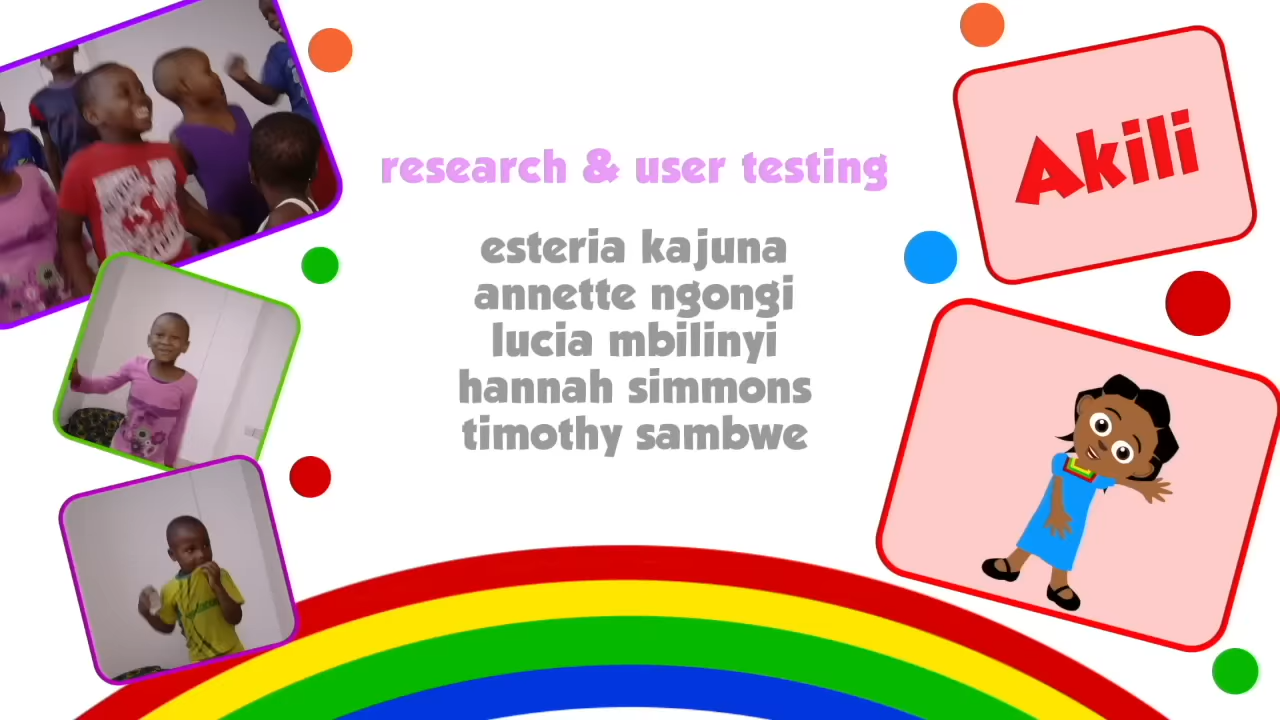 research & user testing
esteria kajuna
annette ngongi
lucia mbilinyi
hannah simmons
timothy sambwe
Akili